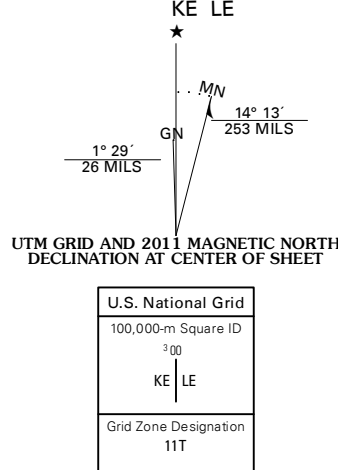 KE LE
★
MN
GN
14° 13´
253 MILS
1° 29´
26 MILS
UTM GRID AND 2011 MAGNETIC NORTH
DECLINATION AT CENTER OF SHEET
U.S. National Grid
100,000-m Square ID
³00
KE LE
Grid Zone Designation
11T